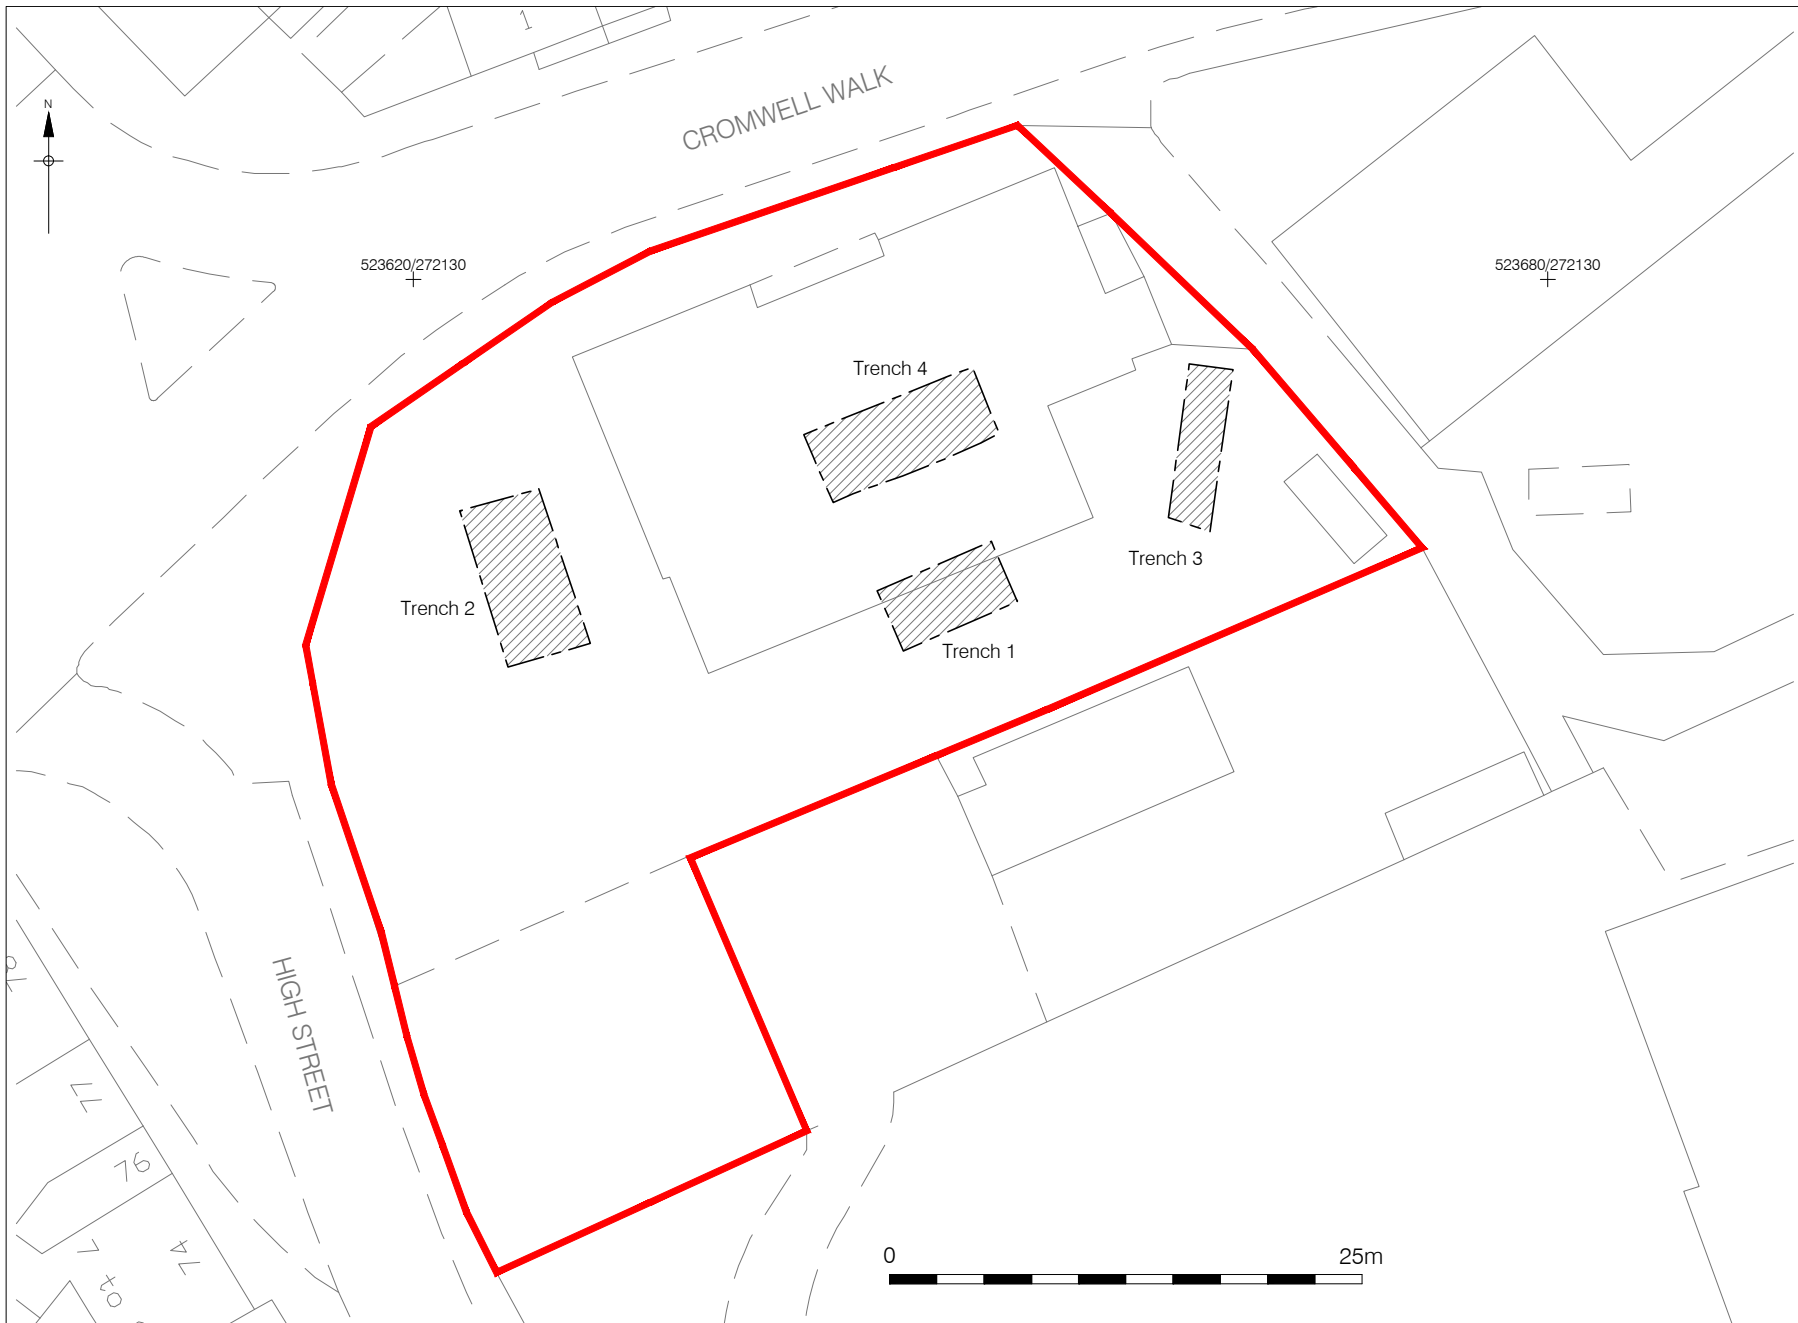 1
CROMWELL WALK
N
523620/272130
523680/272130
Trench 4
Trench 3
Trench 2
Trench 1
HIGH STREET
77
76
74
0
25m